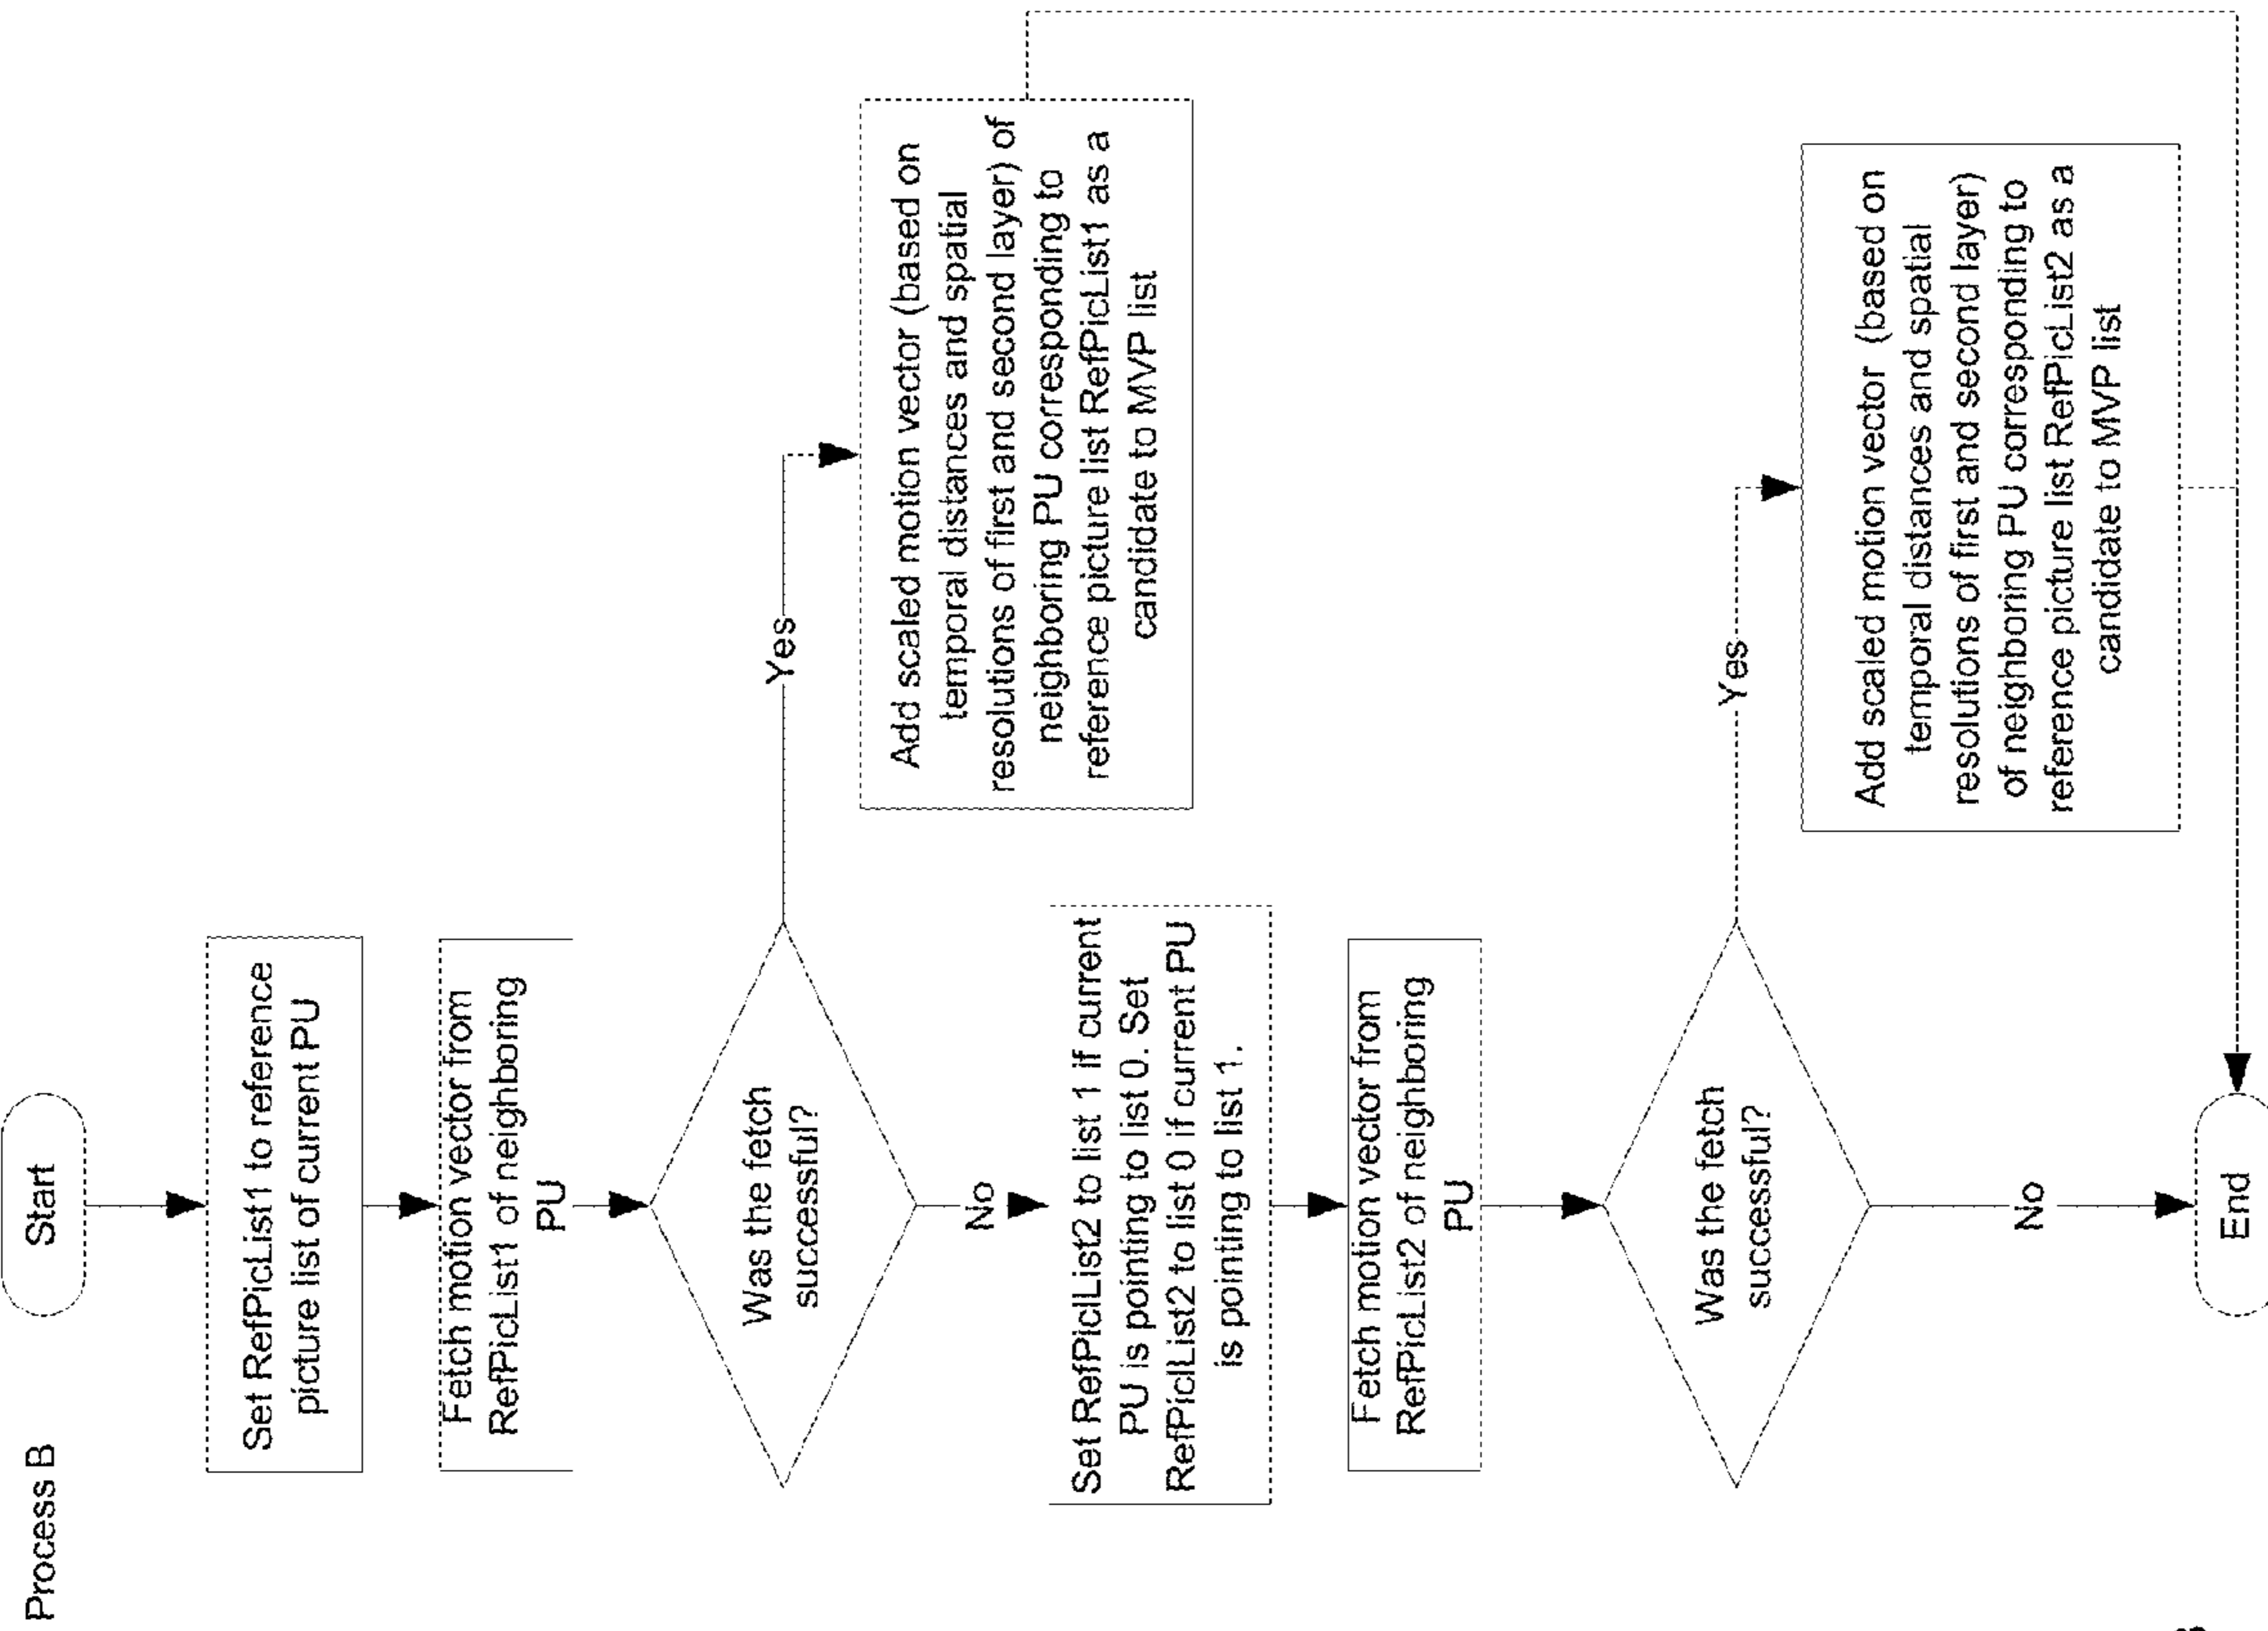 Process B
Start
Set RefPicList1 to reference
picture list of current PU
Fetch motion vector from
RefPicList1 of neighboring
PU
Was the fetch
successful?
Yes
Add scaled motion vector (based on
temporal distances and spatial
resolutions of first and second layer) of
neighboring PU corresponding to
reference picture list RefPicList1 as a
candidate to MVP list
No
Set RefPiclList2 to list 1 if current
PU is pointing to list 0. Set
RefPiclList2 to list 0 if current PU
is pointing to list 1.
Fetch motion vector from
RefPicList2 of neighboring
PU
Was the fetch
successful?
Yes
Add scaled motion vector (based on
temporal distances and spatial
resolutions of first and second layer)
of neighboring PU corresponding to
reference picture list RefPicList2 as a
candidate to MVP list
No
End